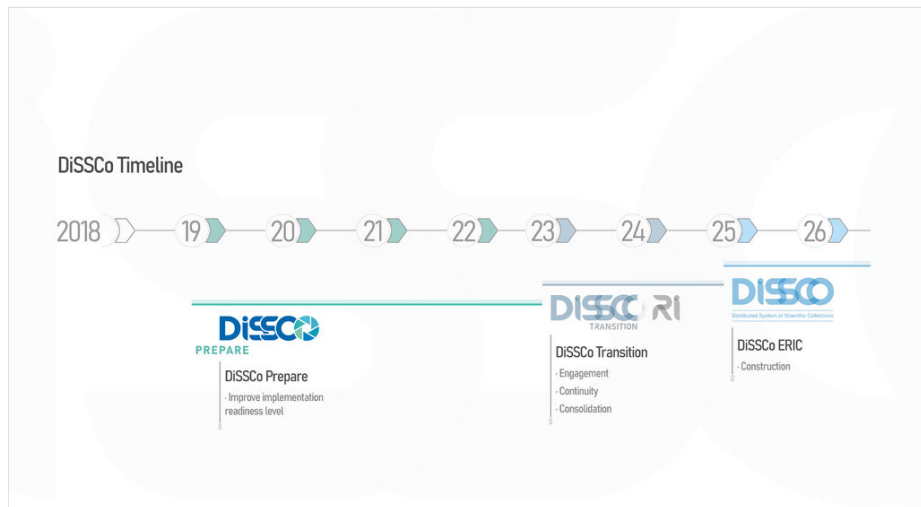 DiSSCo Timeline
2018 19 20 21 22 23 24 25 26
DiSSCO
PREPARE
DiSSCo Prepare
· Improve implementation
readiness level
DiSSCO RI
TRANSITION
DiSSCo Transition
· Engagement
· Continuity
· Consolidation
DiSSCO
Distributed System of Scientific Collections
DiSSCo ERIC
· Construction